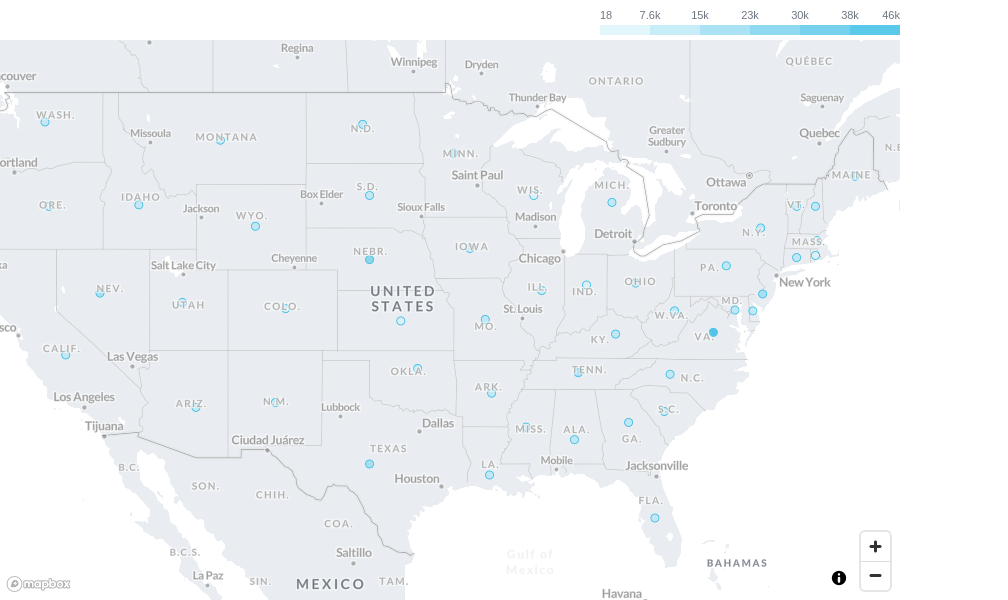 18 7.6k 15k 23k 30k 38k 46k
Regina
Winnipeg
Dryden
ONTARIO
QUÉBEC
couver
Thunder Bay
Saguenay
WASH.
Missoula
MONTANA
N.D.
MINN.
Greater
Sudbury
Quebec
N.B
ortland
Saint Paul
Ottawa
MAINE
ORE.
IDAHO
Jackson
WYO.
Box Elder
S.D.
Sioux Falls
WIS.
Madison
MICH.
Toronto
VT.
N.Y.
MASS.
Detroit
Salt Lake City
Cheyenne
NEBR.
IOWA
Chicago
PA.
New York
ka
NEV.
UTAH
COLO.
UNITED
STATES
ILL.
IND.
OHIO
MD.
St. Louis
MO.
W.VA.
VA.
KY.
sco
CALIF.
Las Vegas
OKLA.
TENN.
N.C.
Los Angeles
ARIZ.
N.M.
Lubbock
ARK.
S.C.
Tijuana
Ciudad Juárez
Dallas
MISS.
ALA.
GA.
TEXAS
Mobile
Jacksonville
B.C.
SON.
CHIH.
Houston
LA.
FLA.
COA.
B.C.S.
Saltillo
Gulf of
Mexico
BAHAMAS
La Paz
SIN.
MEXICO
TAM.
Havana
mapbox
+
−
i